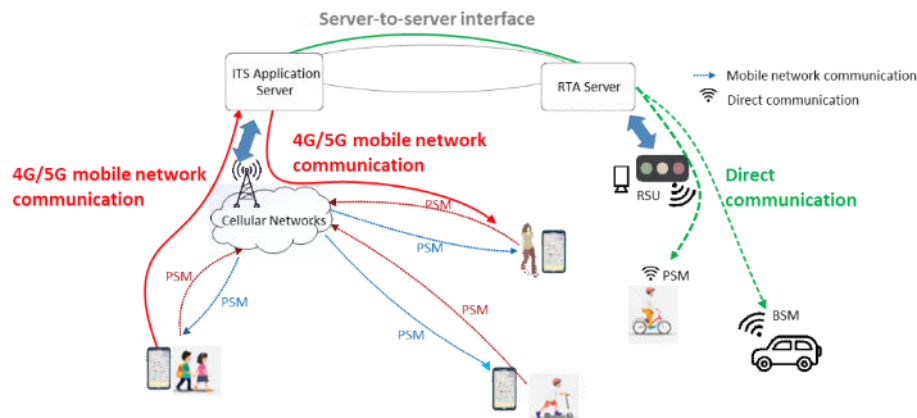 Server-to-server interface
ITS Application
Server
RTA Server
Mobile network communication
Direct communication
4G/5G mobile network
communication
4G/5G mobile network
communication
RSU
Direct
communication
Cellular Networks
PSM
PSM
PSM
BSM
PSM
PSM
PSM
PSM